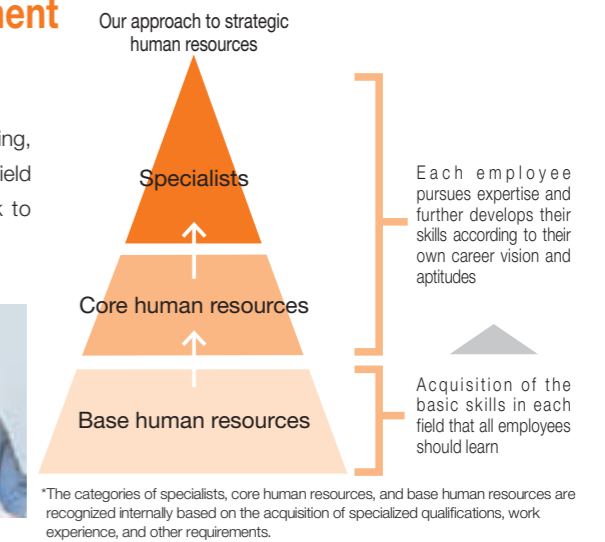 ment
ing,
ield
k to
Our approach to strategic
human resources
Specialists
Core human resources
Base human resources
Each employee
pursues expertise and
further develops their
skills according to their
own career vision and
aptitudes
Acquisition of the
basic skills in each
field that all employees
should learn
*The categories of specialists, core human resources, and base human resources are
recognized internally based on the acquisition of specialized qualifications, work
experience, and other requirements.